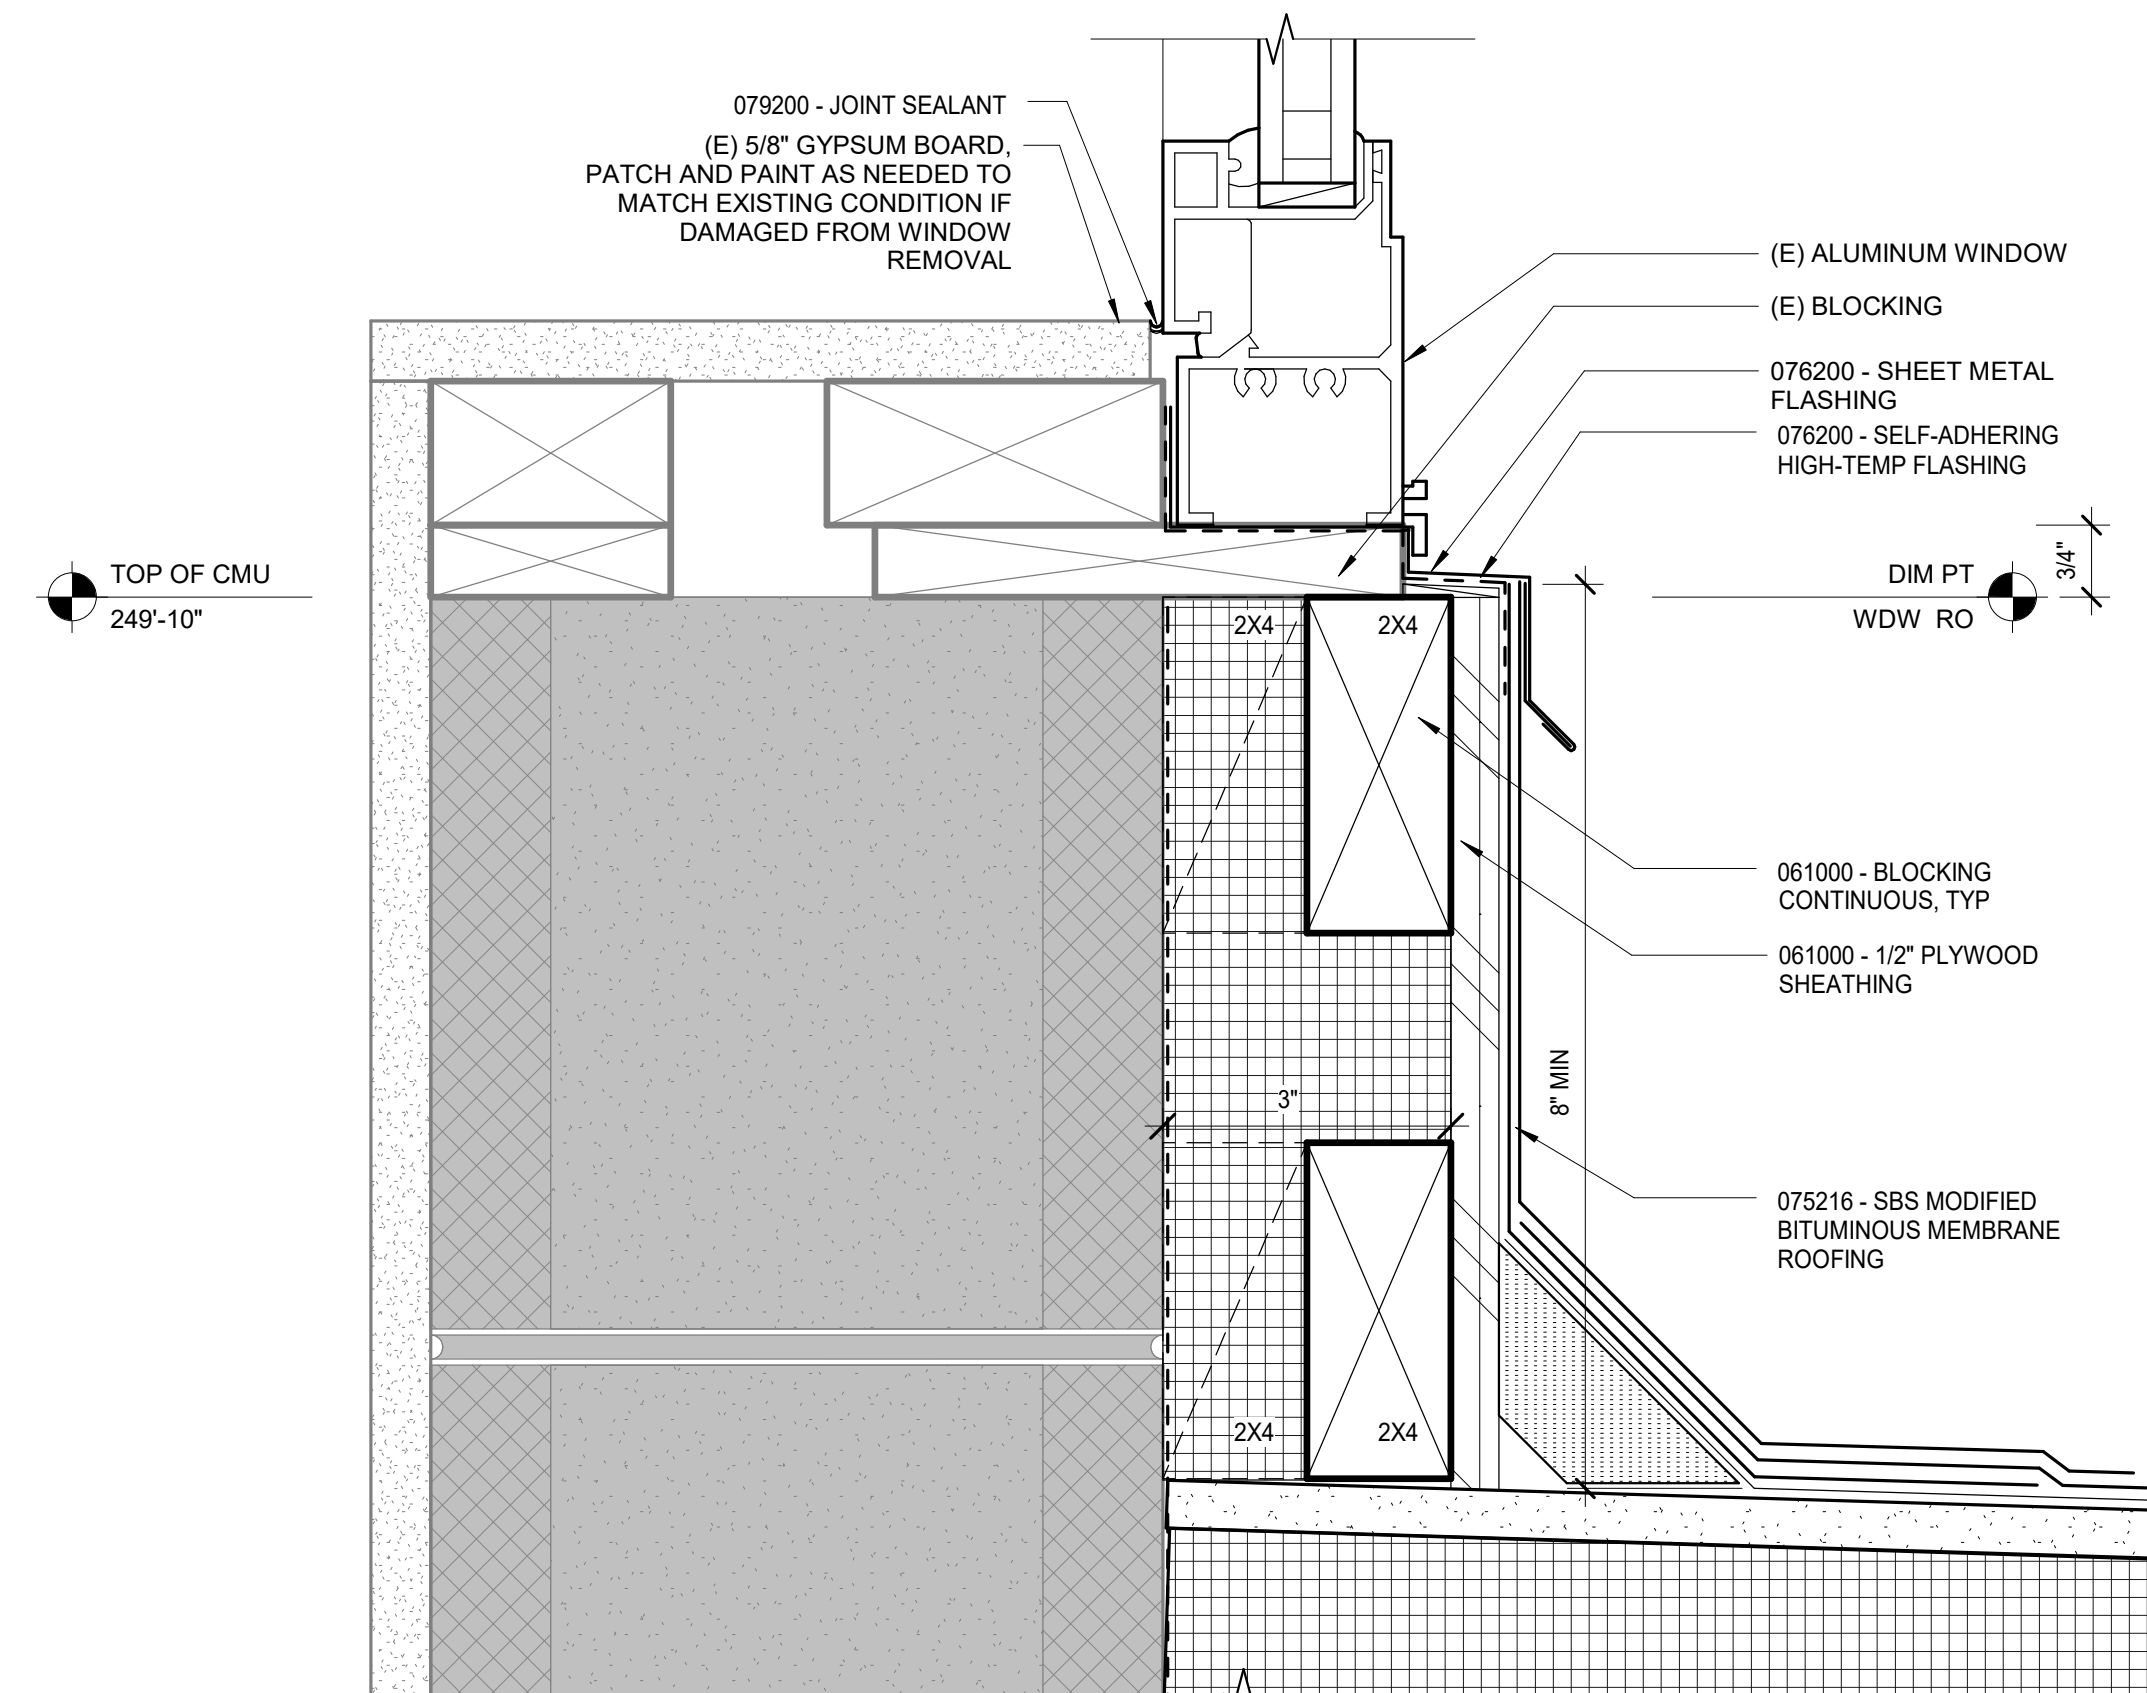 079200 - JOINT SEALANT
(E) 5/8" GYPSUM BOARD,
PATCH AND PAINT AS NEEDED TO
MATCH EXISTING CONDITION IF
DAMAGED FROM WINDOW
REMOVAL
(E) ALUMINUM WINDOW
(E) BLOCKING
076200 - SHEET METAL
FLASHING
076200 - SELF-ADHERING
HIGH-TEMP FLASHING
3/4"
TOP OF CMU
249'-10"
DIM PT
WDW RO
2X4
2X4
061000 - BLOCKING
CONTINUOUS, TYP
061000 - 1/2" PLYWOOD
SHEATHING
8" MIN
3"
075216 - SBS MODIFIED
BITUMINOUS MEMBRANE
ROOFING
2X4
2X4